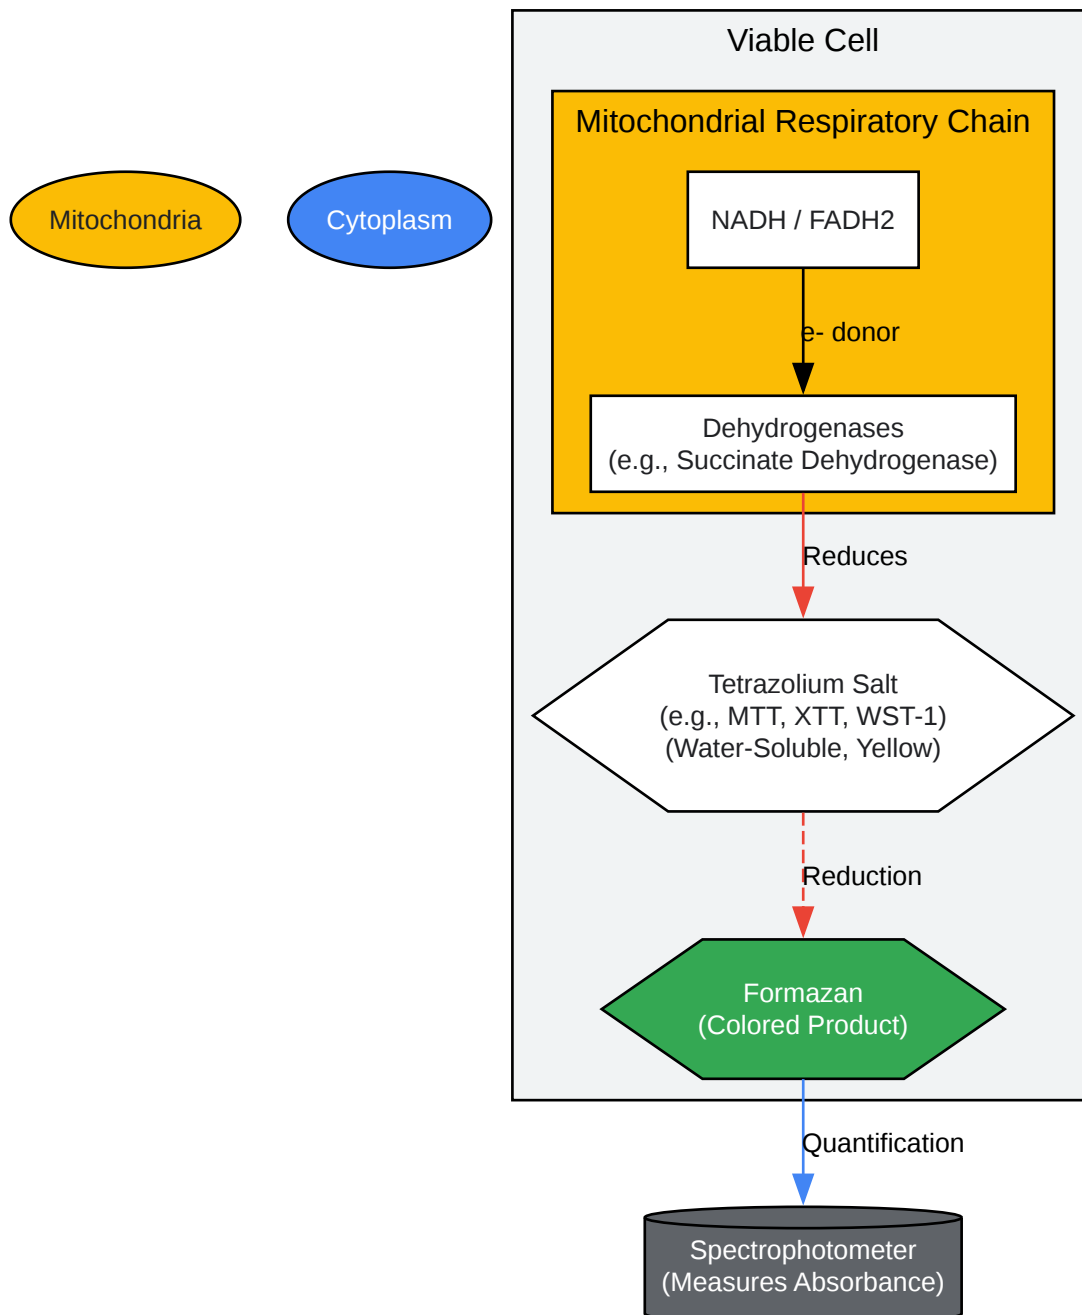 Viable Cell
Mitochondrial Respiratory Chain
Mitochondria
Cytoplasm
NADH / FADH2
e- donor
Dehydrogenases
(e.g., Succinate Dehydrogenase)
Reduces
Tetrazolium Salt
(e.g., MTT, XTT, WST-1)
(Water-Soluble, Yellow)
Reduction
Formazan
(Colored Product)
Quantification
Spectrophotometer
(Measures Absorbance)